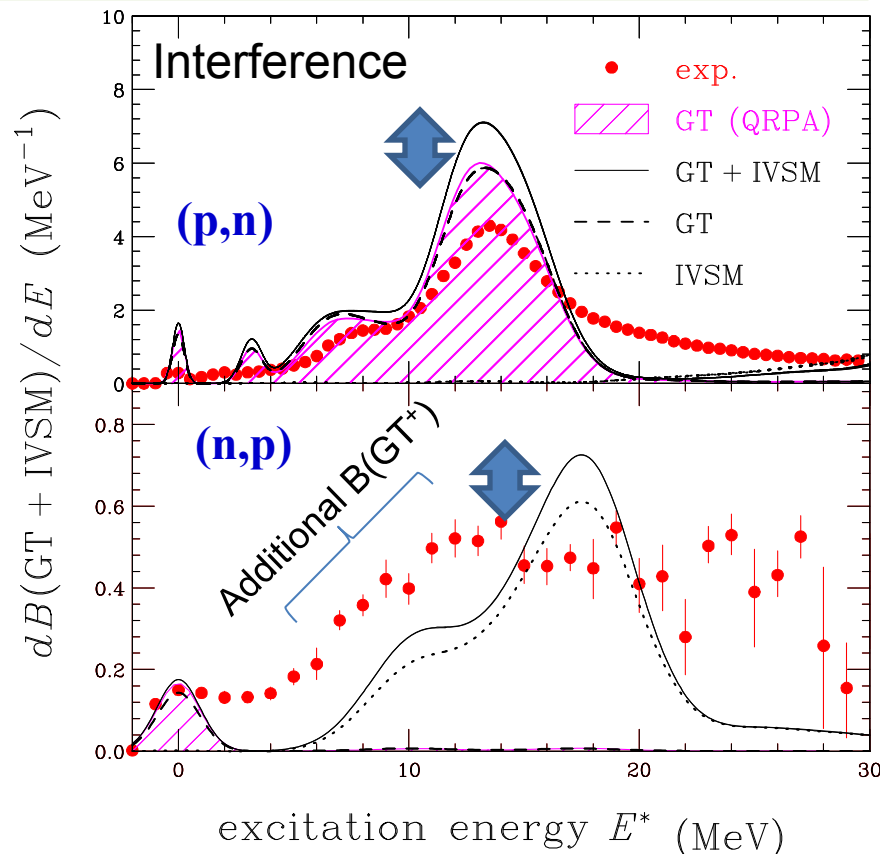 Interference
exp.
GT (QRPA)
GT + IVSM
GT
IVSM
(p,n)
10
8
6
4
2
0
(n,p)
Additional B(GT⁺)
0.8
0.6
0.4
0.2
0.0
0 10 20 30
dB(GT + IVSM)/dE (MeV⁻¹)
excitation energy E* (MeV)